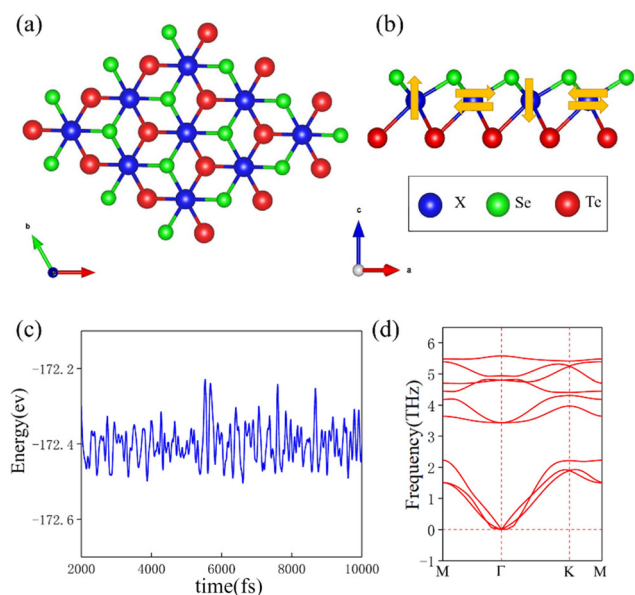 (a)
(b)
b
c
a
X Se Te
(c)
(d)
Energy(ev)
-172.2
-172.4
-172.6
2000 4000 6000 8000 10000
time(fs)
Frequency(THz)
6
5
4
3
2
1
0
-1
M Γ K M